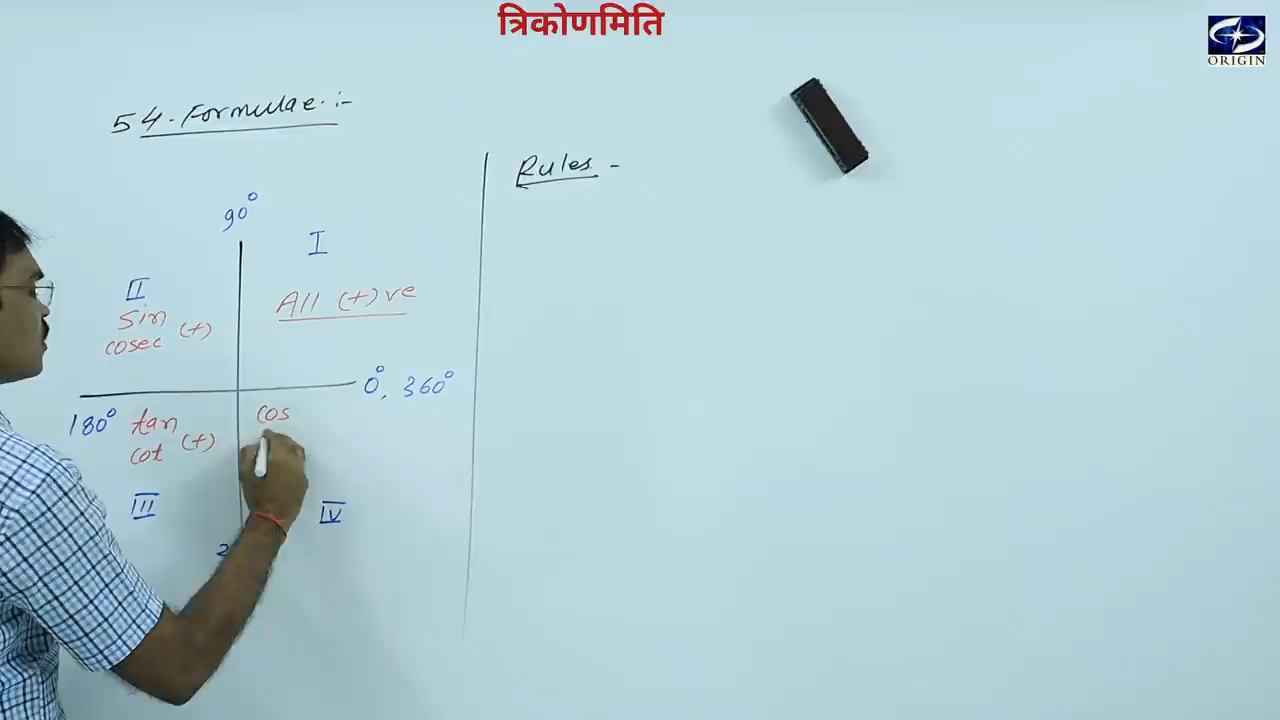 त्रिकोणमिति
ORIGIN
54. Formulae :-
Rules -
90°
I
II
All (+)ve
sin
cosec (+)
0°, 360°
180°
tan
cot (+)
cos
III
IV
2